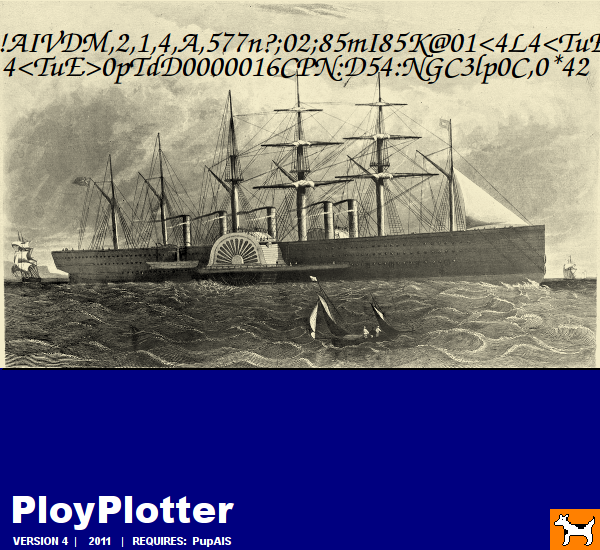 !AIVDM,2,1,4,A,577n?;02;85mI85K@01<4L4<TuE
4<TuE>0pTdD0000016CPN:D54:NGC3lp0C,0*42
PloyPlotter
VERSION 4 | 2011 | REQUIRES: PupAIS